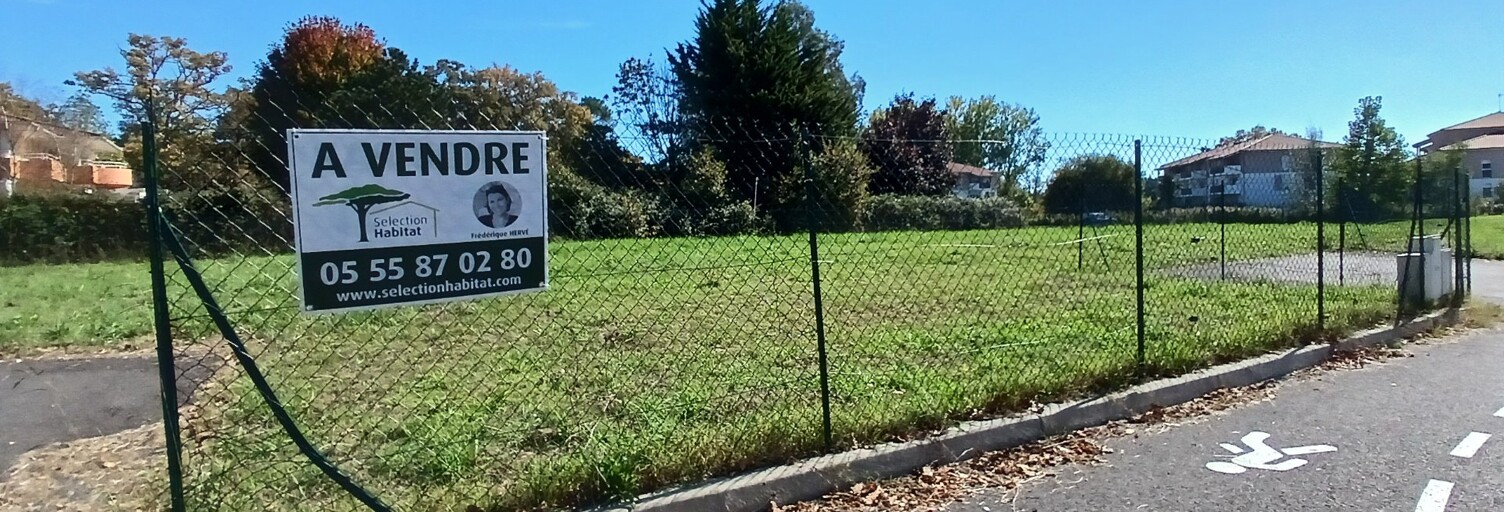 A VENDRE
Selection
Habitat
Frédérique HERVÉ
05 55 87 02 80
www.selectionhabitat.com